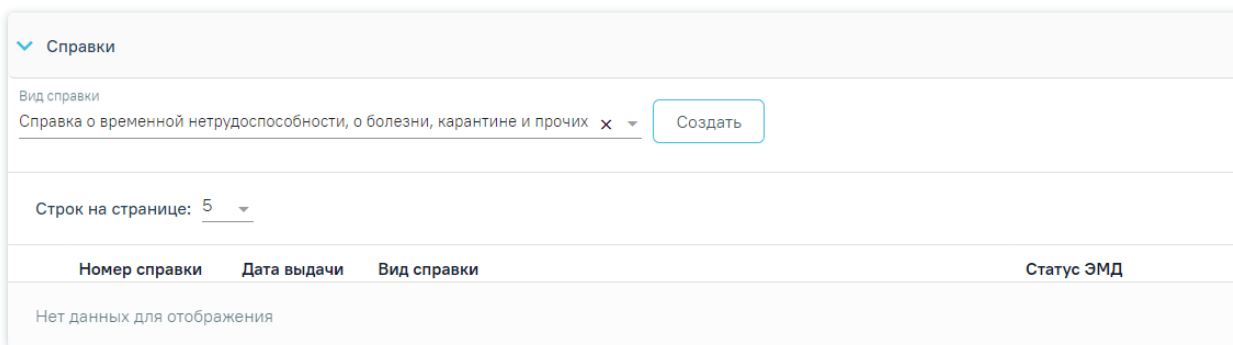 Справки
Вид справки
Справка о временной нетрудоспособности, о болезни, карантине и прочих
Создать
Строк на странице: 5
Номер справки Дата выдачи Вид справки Статус ЭМД
Нет данных для отображения